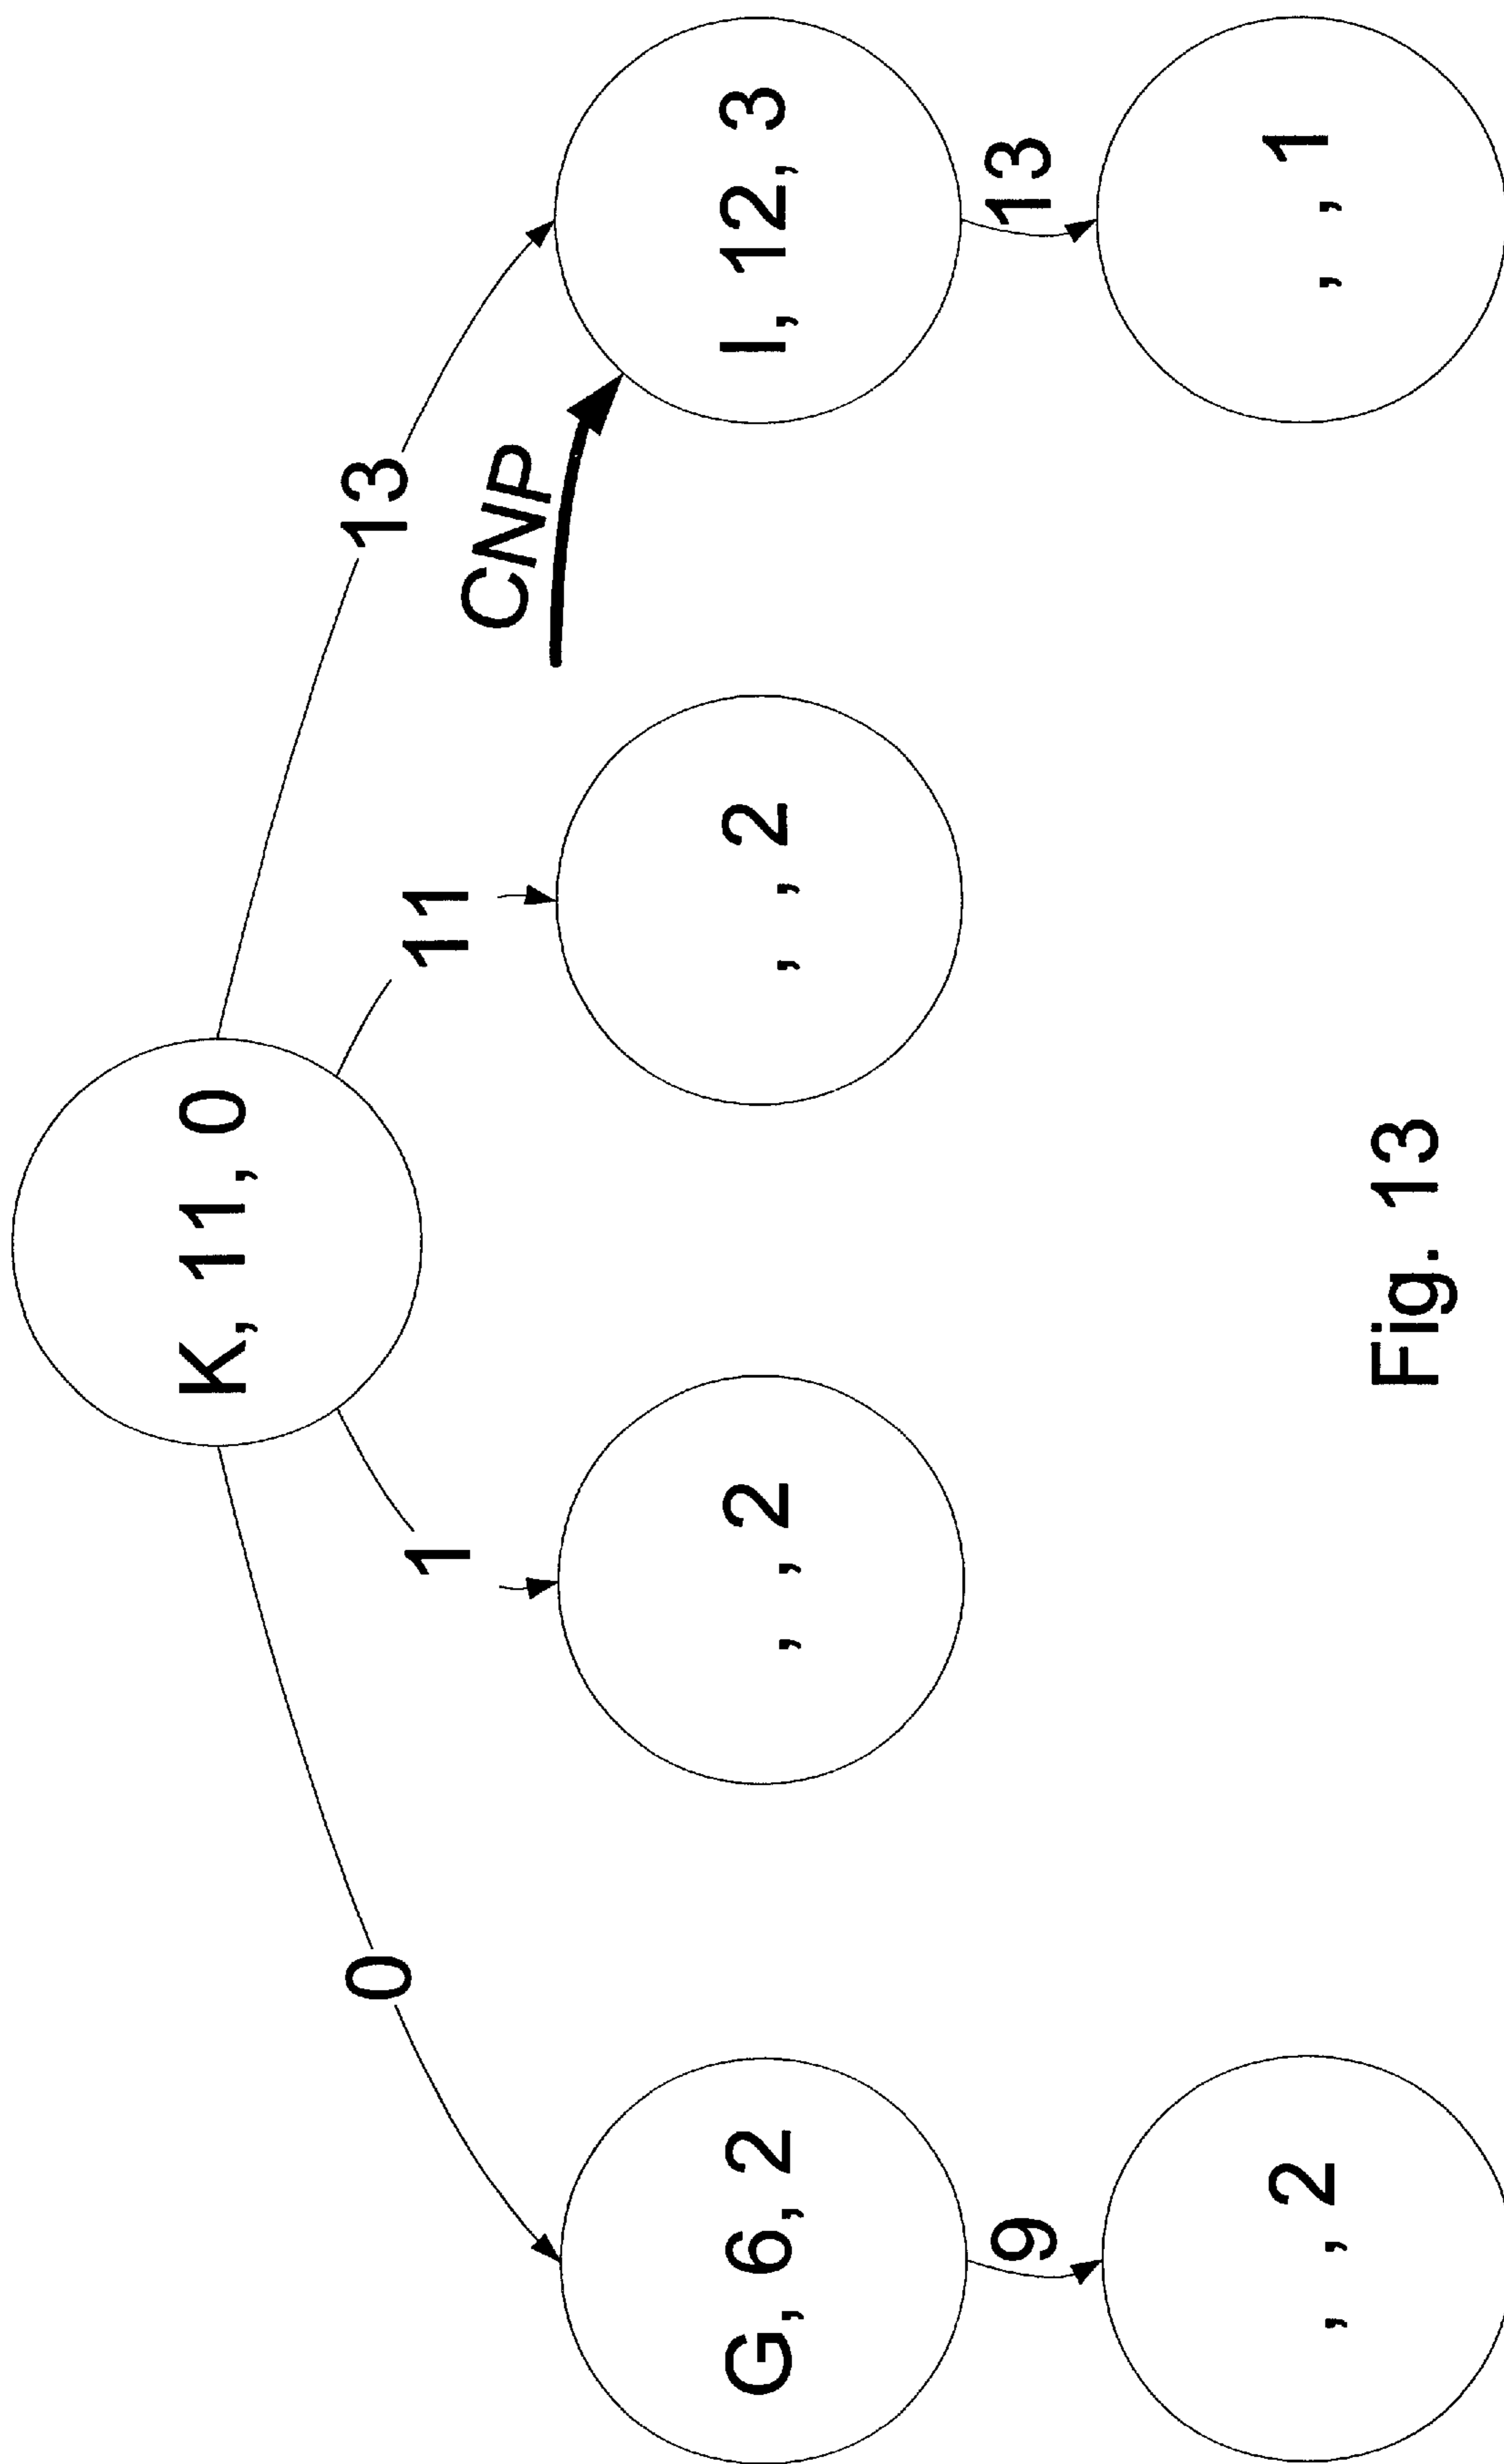 K, 11, 0
0
1
11
13
CNP
G, 6, 2
, , 2
, , 2
I, 12, 3
9
13
, , 2
, , 1
Fig. 13